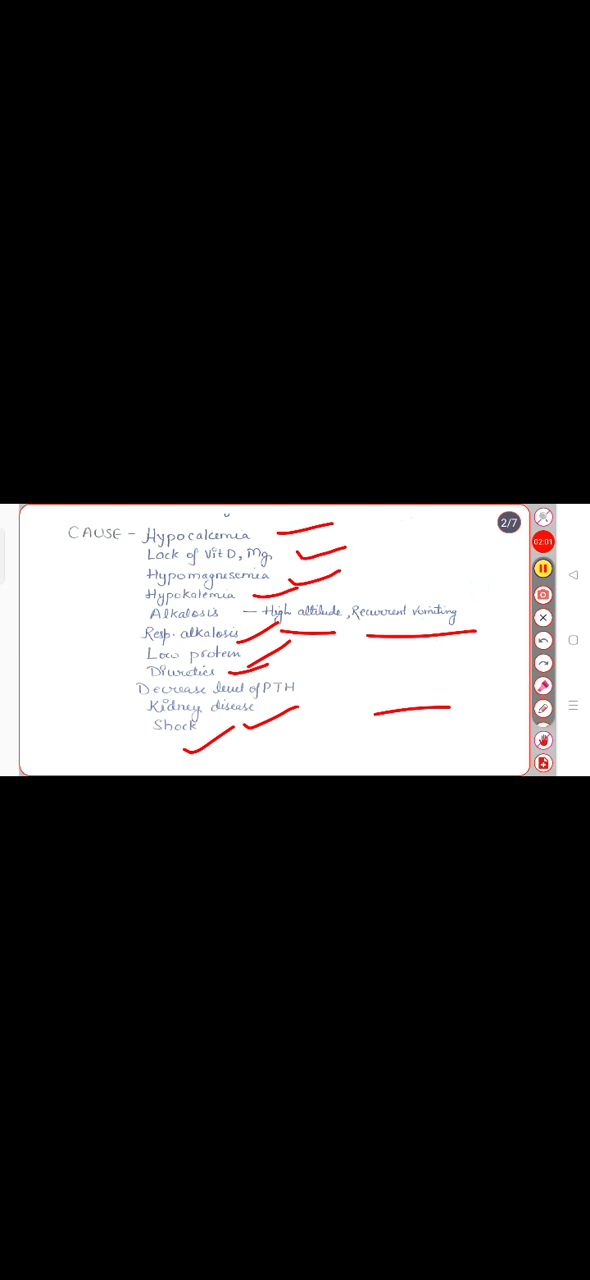 2/7
CAUSE - Hypocalcemia
02:01
Lack of Vit D, Mg,
Hypomagnesemia
Hypokalemia
Alkalosis - High altitude, Recurrent vomiting
Resp. alkalosis
Low protein
Diuretics
Decrease level of PTH
Kidney disease
Shock